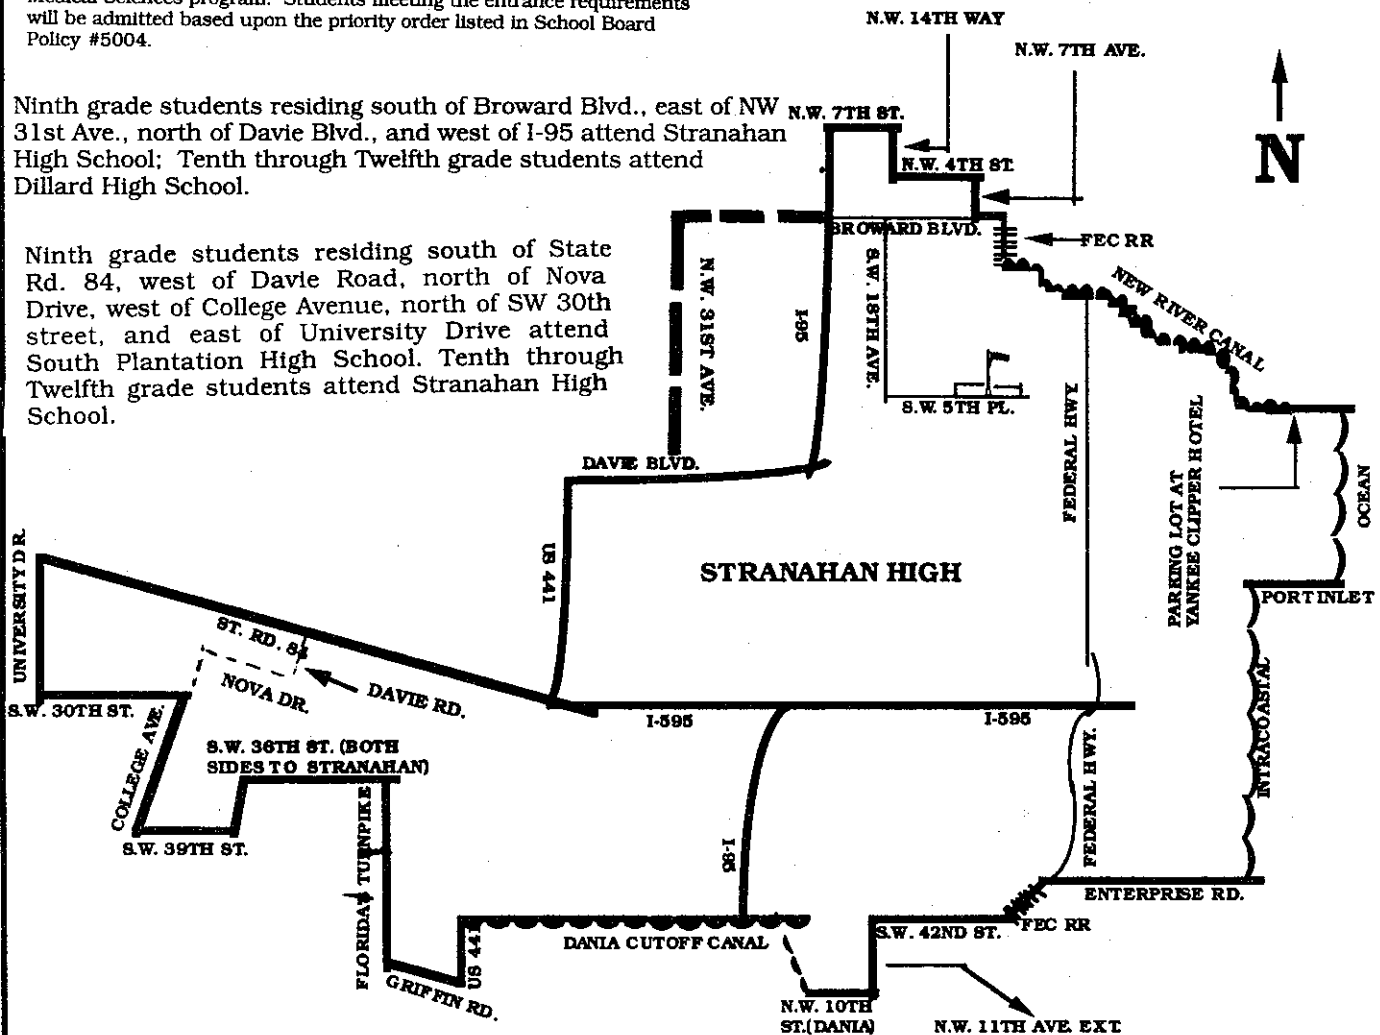 Medical Sciences program. Students meeting the entrance requirements
will be admitted based upon the priority order listed in School Board
Policy #5004.
Ninth grade students residing south of Broward Blvd., east of NW
31st Ave., north of Davie Blvd., and west of I-95 attend Stranahan
High School; Tenth through Twelfth grade students attend
Dillard High School.
Ninth grade students residing south of State
Rd. 84, west of Davie Road, north of Nova
Drive, west of College Avenue, north of SW 30th
street, and east of University Drive attend
South Plantation High School. Tenth through
Twelfth grade students attend Stranahan High
School.
N.W. 14TH WAY
N.W. 7TH AVE.
N
N.W. 7TH ST.
N.W. 4TH ST.
BROWARD BLVD.
FEC RR
NEW RIVER CANAL
N.W. 31ST AVE.
I-95
S.W. 18TH AVE.
S.W. 5TH PL.
FEDERAL HWY
PARKING LOT AT
YANKEE CLIPPER HOTEL
OCEAN
DAVIE BLVD.
US 441
STRANAHAN HIGH
PORT INLET
UNIVERSITY DR.
ST. RD. 84
NOVA DR.
DAVIE RD.
S.W. 30TH ST.
COLLEGE AVE.
I-595
I-595
INTRACOASTAL
S.W. 36TH ST. (BOTH
SIDES TO STRANAHAN)
S.W. 39TH ST.
FLORIDA'S TURNPIKE
I-95
FEDERAL HWY.
ENTERPRISE RD.
FEC RR
S.W. 42ND ST.
DANIA CUTOFF CANAL
US 441
GRIFFIN RD.
N.W. 10TH
ST.(DANIA)
N.W. 11TH AVE. EXT.